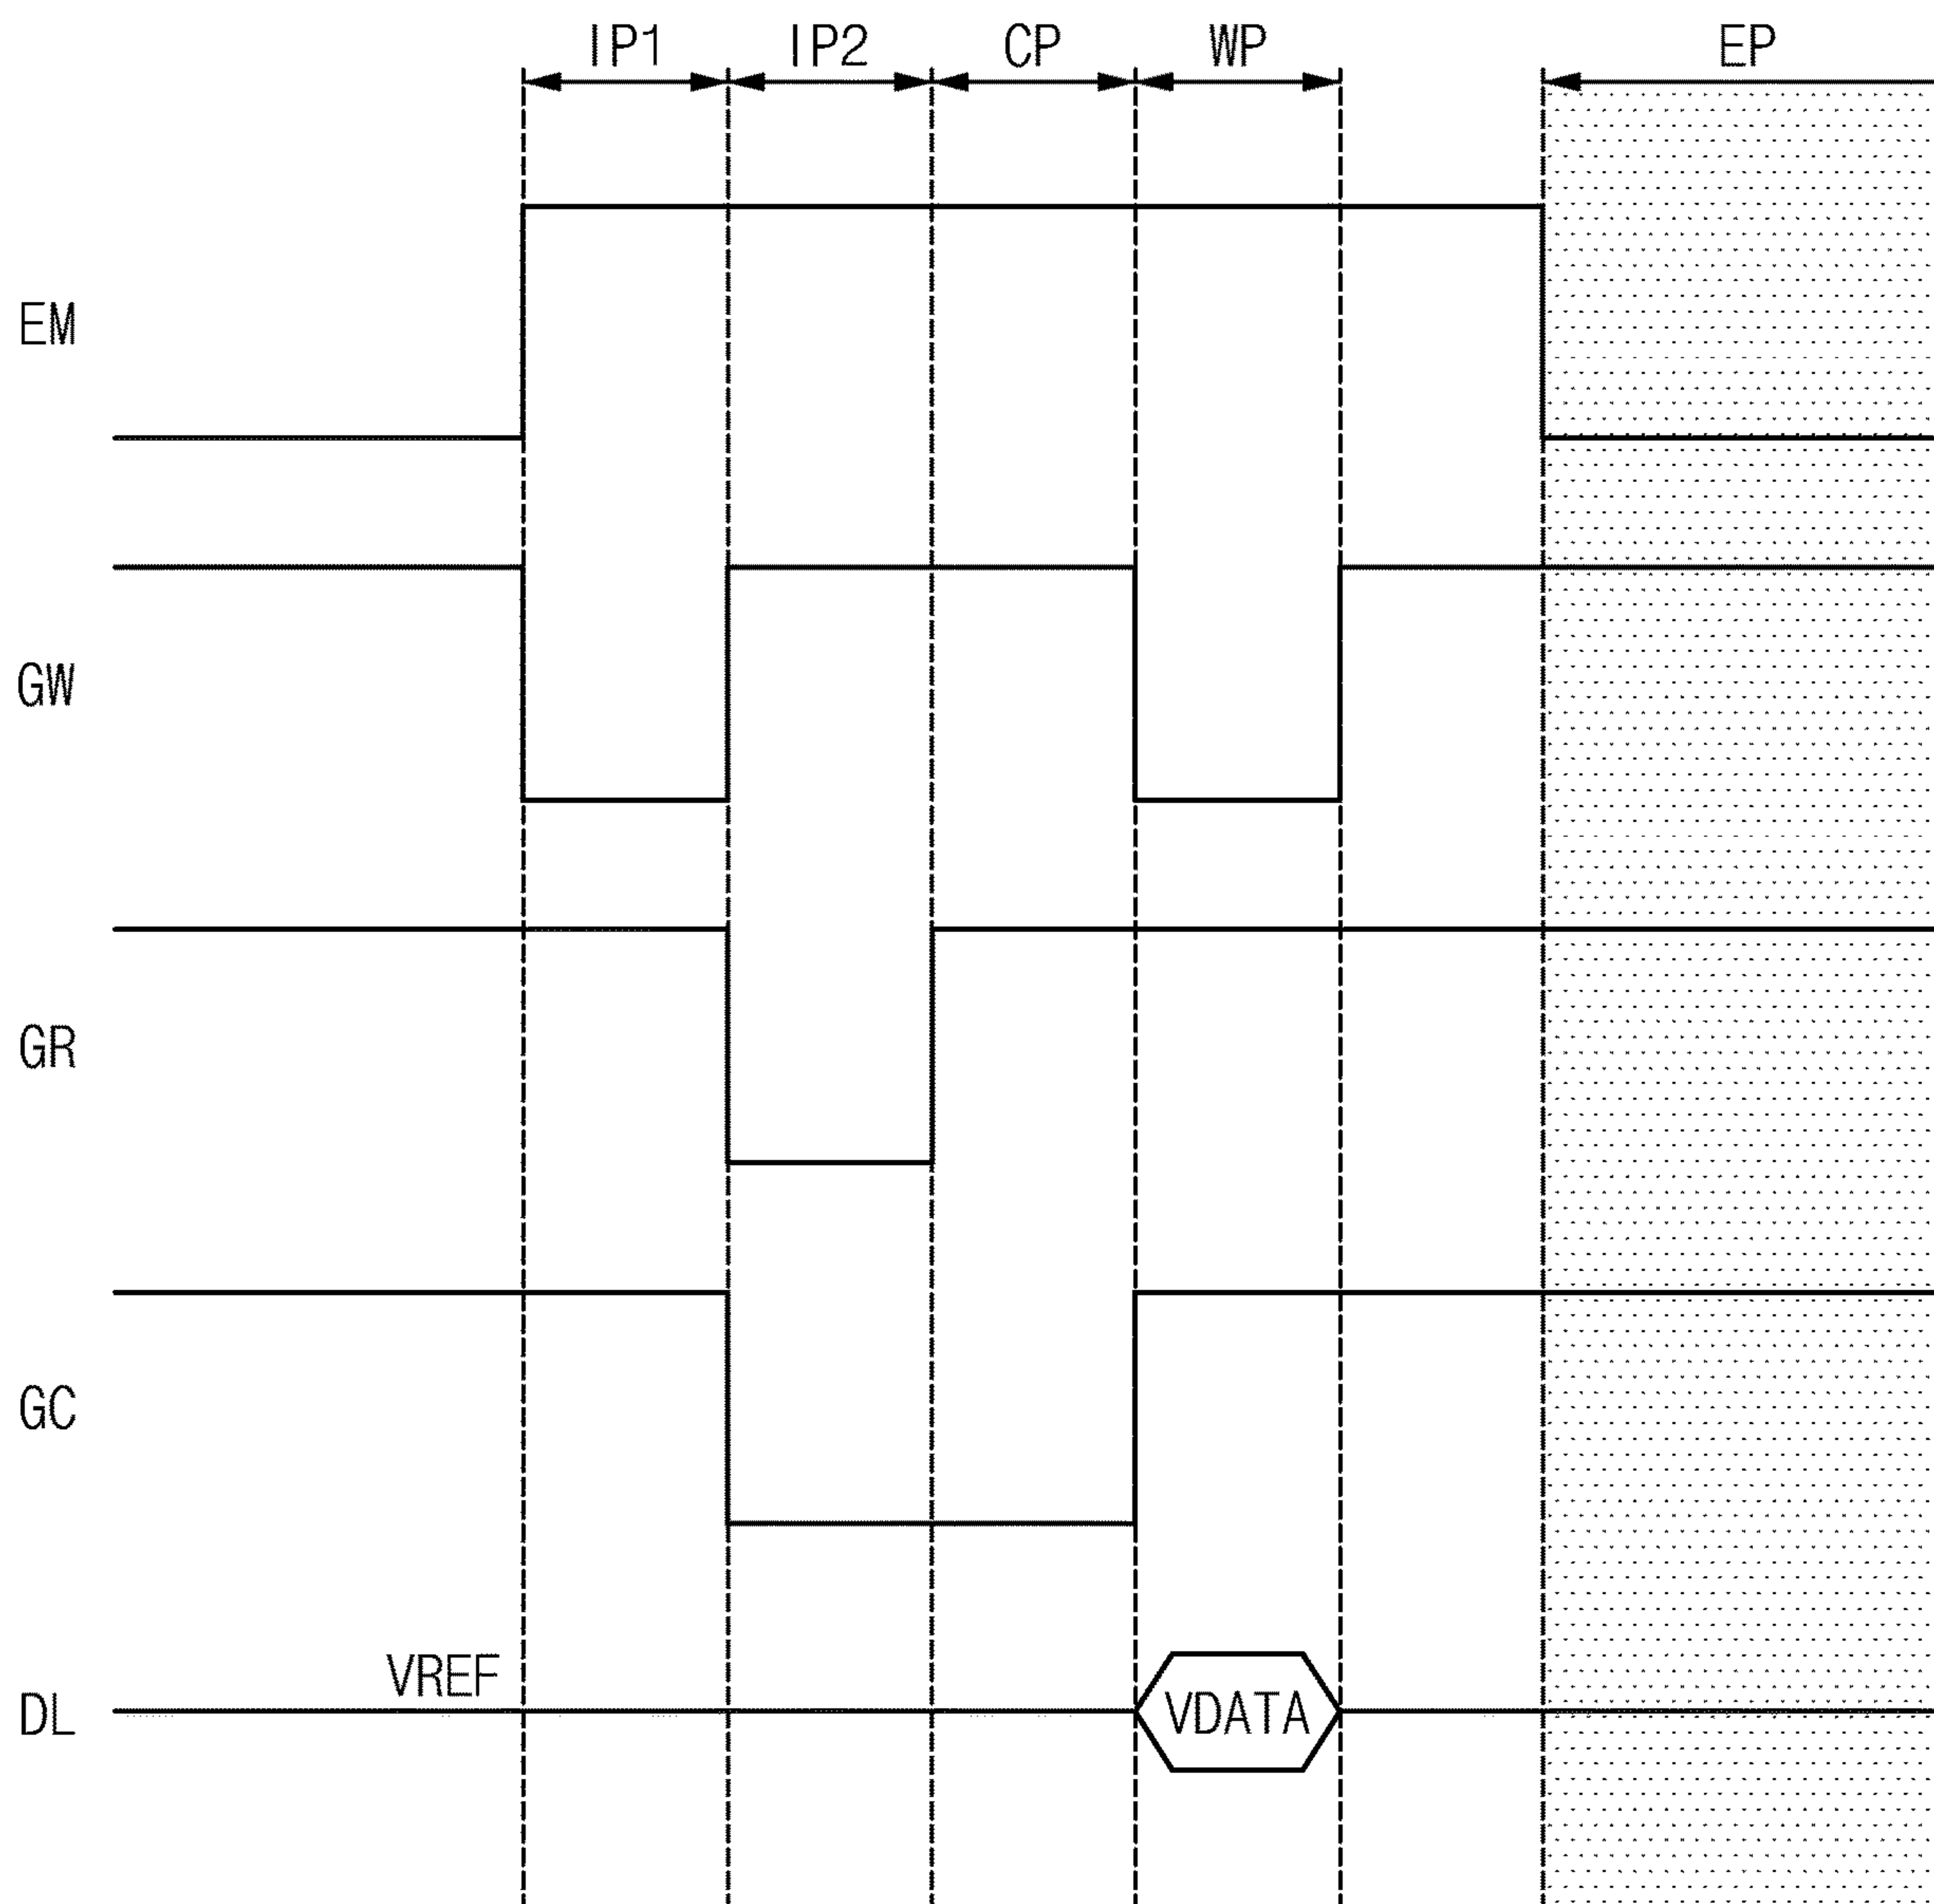 IP1 IP2 CP WP EP
EM
GW
GR
GC
VREF
DL VDATA